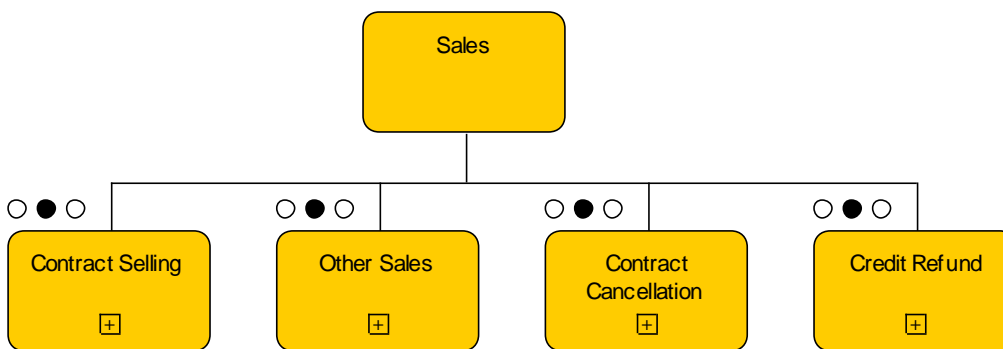 Sales
Contract Selling
Other Sales
Contract
Cancellation
Credit Refund